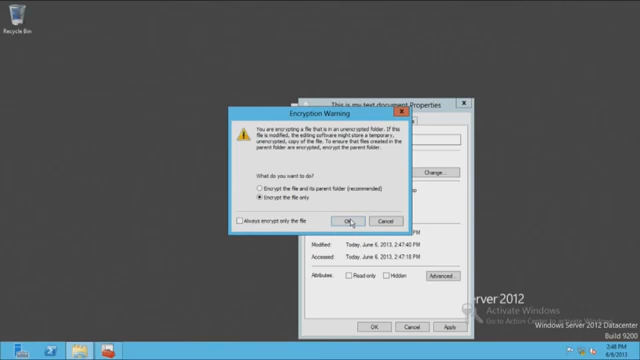 Recycle Bin
This is my text document Properties
Encryption Warning
You are encrypting a file that is in an unencrypted folder. If this
file is modified, the editing software might store a temporary,
unencrypted, copy of the file. To ensure that files created in the
parent folder are encrypted, encrypt the parent folder.
What do you want to do?
Encrypt the file and its parent folder (recommended)
Encrypt the file only
Always encrypt only the file
OK
Cancel
Change...
Modified: Today, June 6, 2013, 2:47:40 PM
Accessed: Today, June 6, 2013, 2:47:18 PM
Attributes: Read-only Hidden Advanced...
OK Cancel Apply
erver 2012
Activate Windows
Go to Action Center to activate Windows.
Windows Server 2012 Datacenter
Build 9200
2:48 PM
6/6/2013